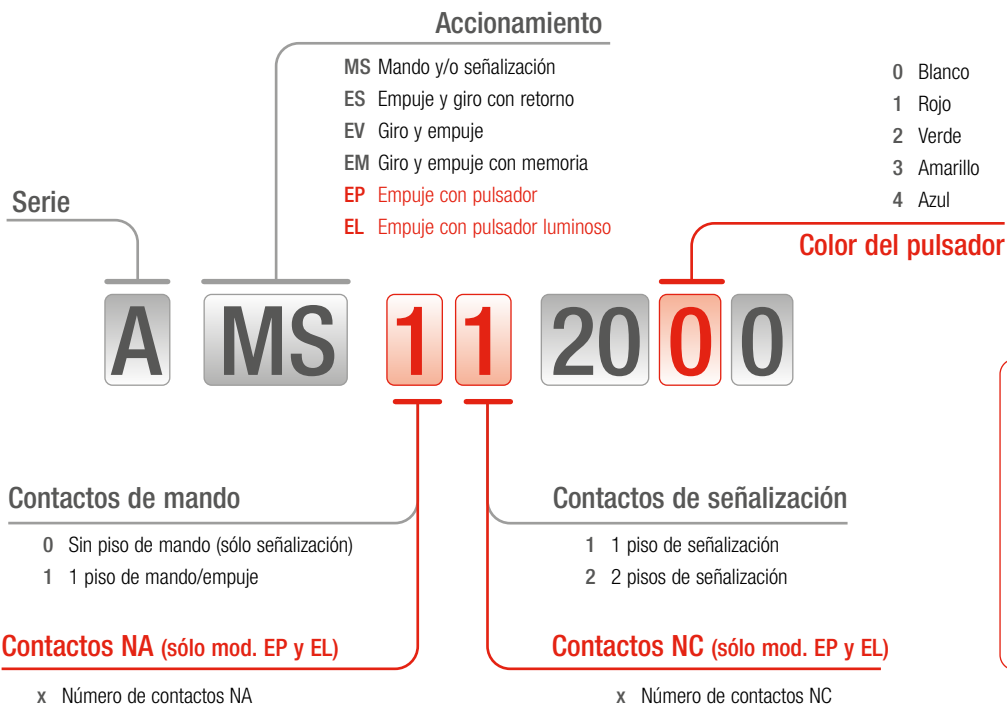 Accionamiento
MS Mando y/o señalización
ES Empuje y giro con retorno
EV Giro y empuje
EM Giro y empuje con memoria
EP Empuje con pulsador
EL Empuje con pulsador luminoso
0 Blanco
1 Rojo
2 Verde
3 Amarillo
4 Azul
Color del pulsador
Serie
A MS 1 1 20 0 0
Contactos de mando
0 Sin piso de mando (sólo señalización)
1 1 piso de mando/empuje
Contactos de señalización
1 1 piso de señalización
2 2 pisos de señalización
Contactos NA (sólo mod. EP y EL)
x Número de contactos NA
Contactos NC (sólo mod. EP y EL)
x Número de contactos NC